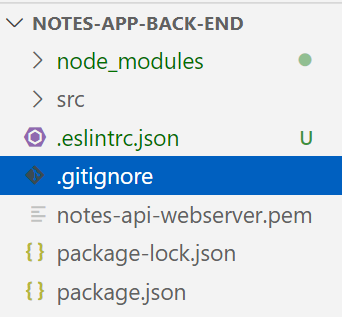 NOTES-APP-BACK-END
node_modules
src
.eslintrc.json U
.gitignore
notes-api-webserver.pem
package-lock.json
package.json